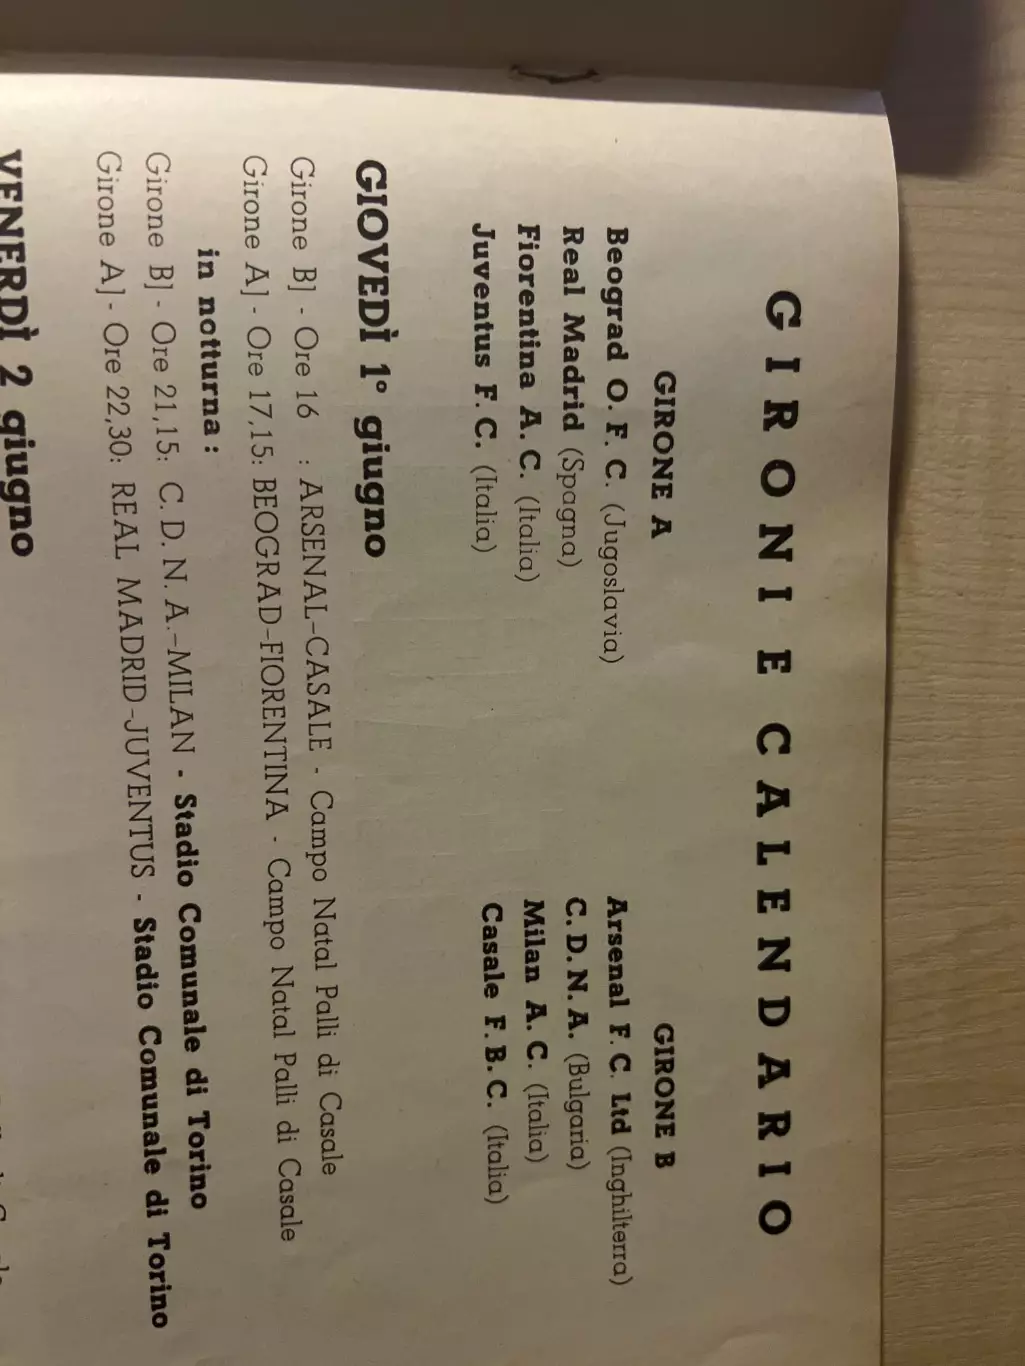 GIRONI E CALENDARIO
GIRONE A
Beograd O. F. C. (Jugoslavia)
Real Madrid (Spagna)
Fiorentina A. C. (Italia)
Juventus F. C. (Italia)
GIRONE B
Arsenal F. C. Ltd (Inghilterra)
C. D. N. A. (Bulgaria)
Milan A. C. (Italia)
Casale F. B. C. (Italia)
GIOVEDÌ 1° giugno
Girone B] - Ore 16 : ARSENAL-CASALE - Campo Natal Palli di Casale
Girone A] - Ore 17,15: BEOGRAD-FIORENTINA - Campo Natal Palli di Casale
in notturna :
Girone B] - Ore 21,15: C. D. N. A.-MILAN - Stadio Comunale di Torino
Girone A] - Ore 22,30: REAL MADRID-JUVENTUS - Stadio Comunale di Torino
VENERDÌ 2 giugno